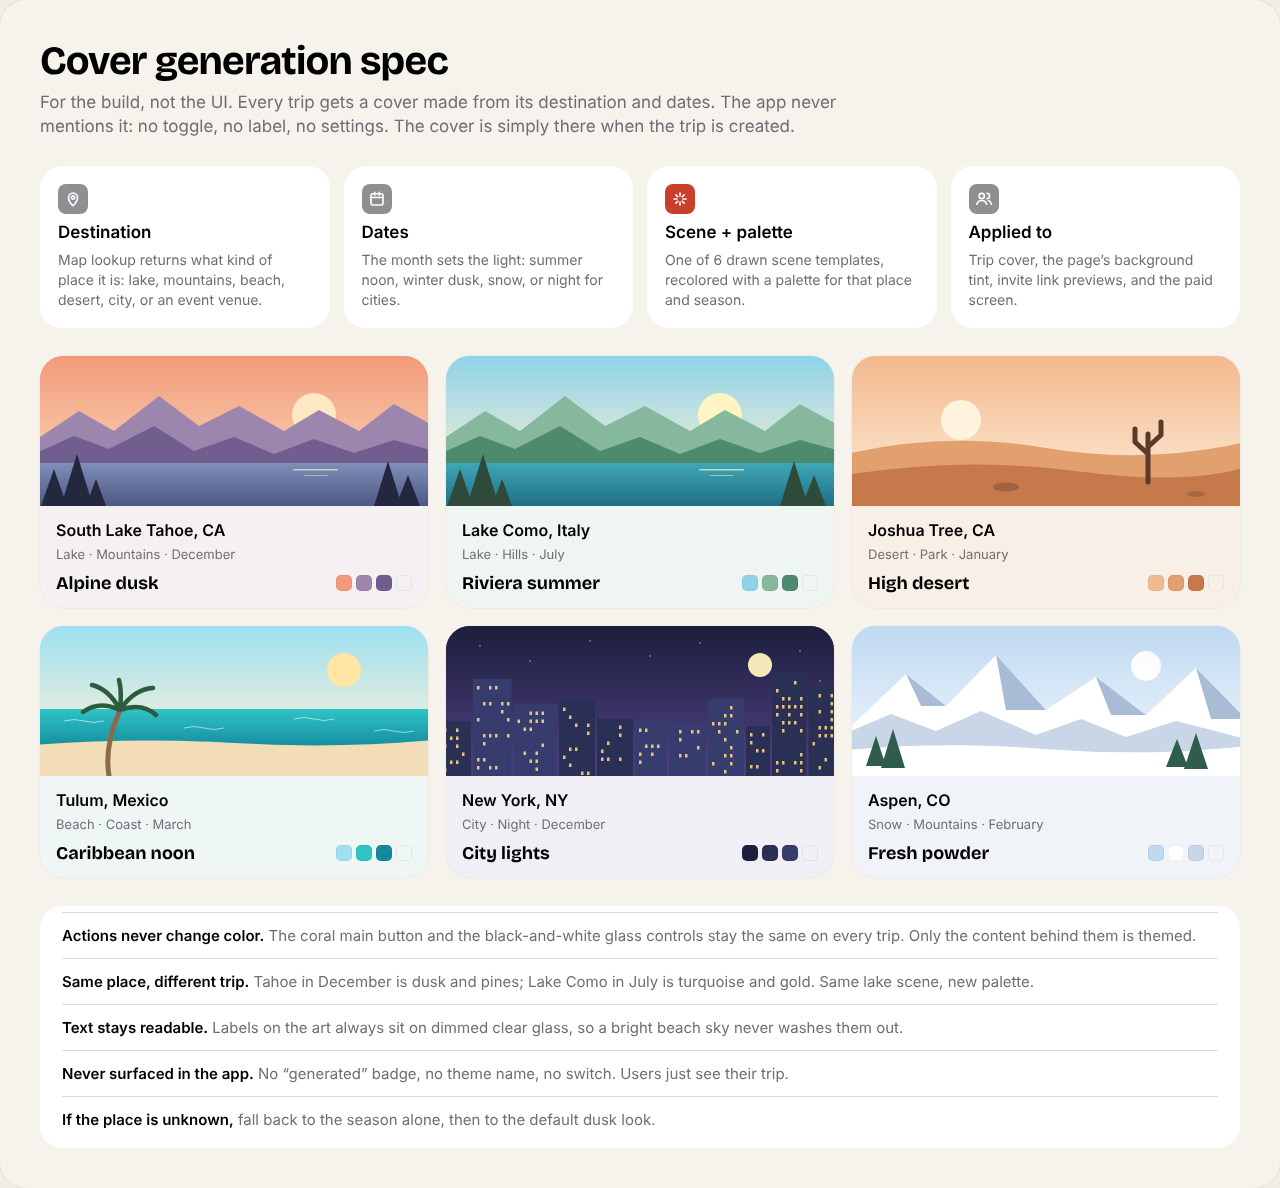 Cover generation spec
For the build, not the UI. Every trip gets a cover made from its destination and dates. The app never
mentions it: no toggle, no label, no settings. The cover is simply there when the trip is created.
Destination
Map lookup returns what kind of
place it is: lake, mountains, beach,
desert, city, or an event venue.
Dates
The month sets the light: summer
noon, winter dusk, snow, or night for
cities.
Scene + palette
One of 6 drawn scene templates,
recolored with a palette for that place
and season.
Applied to
Trip cover, the page’s background
tint, invite link previews, and the paid
screen.
South Lake Tahoe, CA
Lake · Mountains · December
Alpine dusk
Lake Como, Italy
Lake · Hills · July
Riviera summer
Joshua Tree, CA
Desert · Park · January
High desert
Tulum, Mexico
Beach · Coast · March
Caribbean noon
New York, NY
City · Night · December
City lights
Aspen, CO
Snow · Mountains · February
Fresh powder
Actions never change color. The coral main button and the black-and-white glass controls stay the same on every trip. Only the content behind them is themed.
Same place, different trip. Tahoe in December is dusk and pines; Lake Como in July is turquoise and gold. Same lake scene, new palette.
Text stays readable. Labels on the art always sit on dimmed clear glass, so a bright beach sky never washes them out.
Never surfaced in the app. No “generated” badge, no theme name, no switch. Users just see their trip.
If the place is unknown, fall back to the season alone, then to the default dusk look.